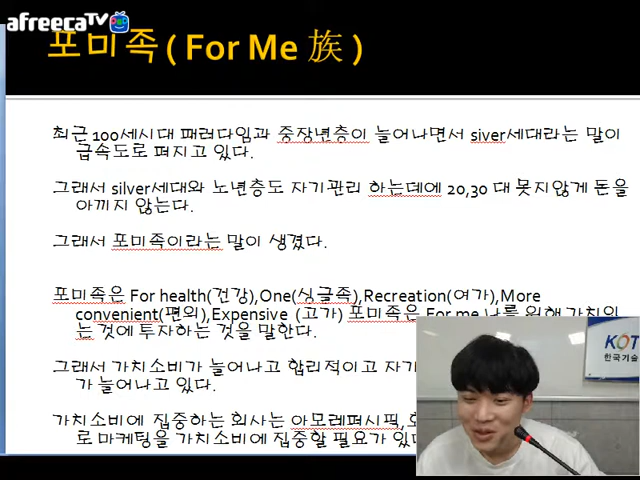 afreecaTV
포미족 ( For Me 族 )
최근 100세시대 패러다임과 중장년층이 늘어나면서 siver세대라는 말이
급속도로 퍼지고 있다.
그래서 silver세대와 노년층도 자기관리 하는데에 20,30 대 못지않게 돈을
아끼지 않는다.
그래서 포미족이라는 말이 생겼다.
포미족은 For health(건강),One(싱글족),Recreation(여가),More
convenient(편의),Expensive (고가) 포미족은 For me 나를 위해 가치있
는 것에 투자하는 것을 말한다.
그래서 가치소비가 늘어나고 합리적이고 자기
가 늘어나고 있다.
가치소비에 집중하는 회사는 아모레퍼시픽,
로 마케팅을 가치소비에 집중할 필요가 있다
KOT
한국기술